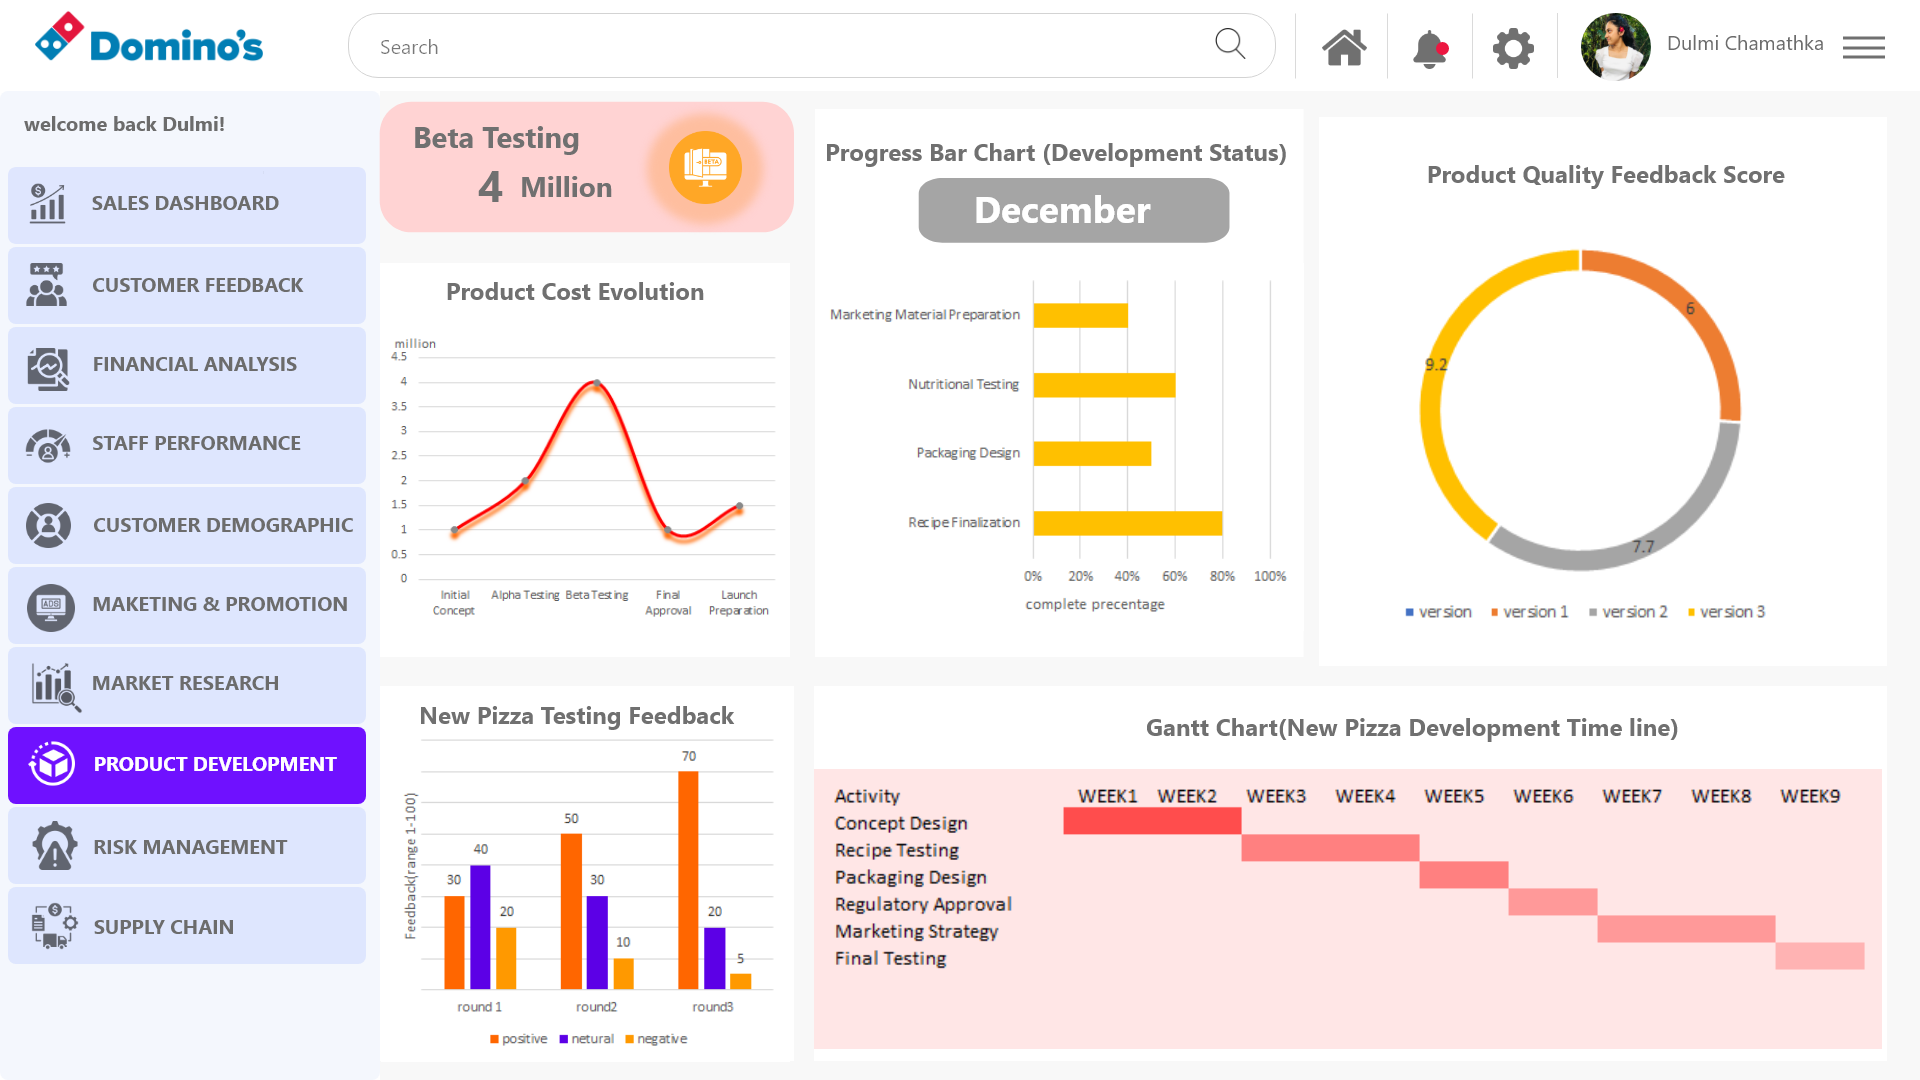 Domino's
Search
Dulmi Chamathka
welcome back Dulmi!
SALES DASHBOARD
CUSTOMER FEEDBACK
FINANCIAL ANALYSIS
STAFF PERFORMANCE
CUSTOMER DEMOGRAPHIC
ADS
MAKETING & PROMOTION
MARKET RESEARCH
PRODUCT DEVELOPMENT
RISK MANAGEMENT
SUPPLY CHAIN
Beta Testing
4 Million
BETA
Product Cost Evolution
million
4.5
4
3.5
3
2.5
2
1.5
1
0.5
0
Initial Concept
Alpha Testing
Beta Testing
Final Approval
Launch Preparation
Progress Bar Chart (Development Status)
December
Marketing Material Preparation
Nutritional Testing
Packaging Design
Recipe Finalization
0% 20% 40% 60% 80% 100%
complete precentage
Product Quality Feedback Score
6
9.2
7.7
version version 1 version 2 version 3
New Pizza Testing Feedback
Feedback(range 1-100)
30 40 20
50 30 10
70 20 5
round 1 round2 round3
positive netural negative
Gantt Chart(New Pizza Development Time line)
Activity WEEK1 WEEK2 WEEK3 WEEK4 WEEK5 WEEK6 WEEK7 WEEK8 WEEK9
Concept Design
Recipe Testing
Packaging Design
Regulatory Approval
Marketing Strategy
Final Testing